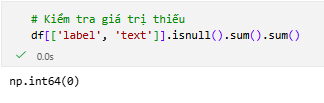 # Kiểm tra giá trị thiếu
df[['label', 'text']].isnull().sum().sum()
0.0s
np.int64(0)